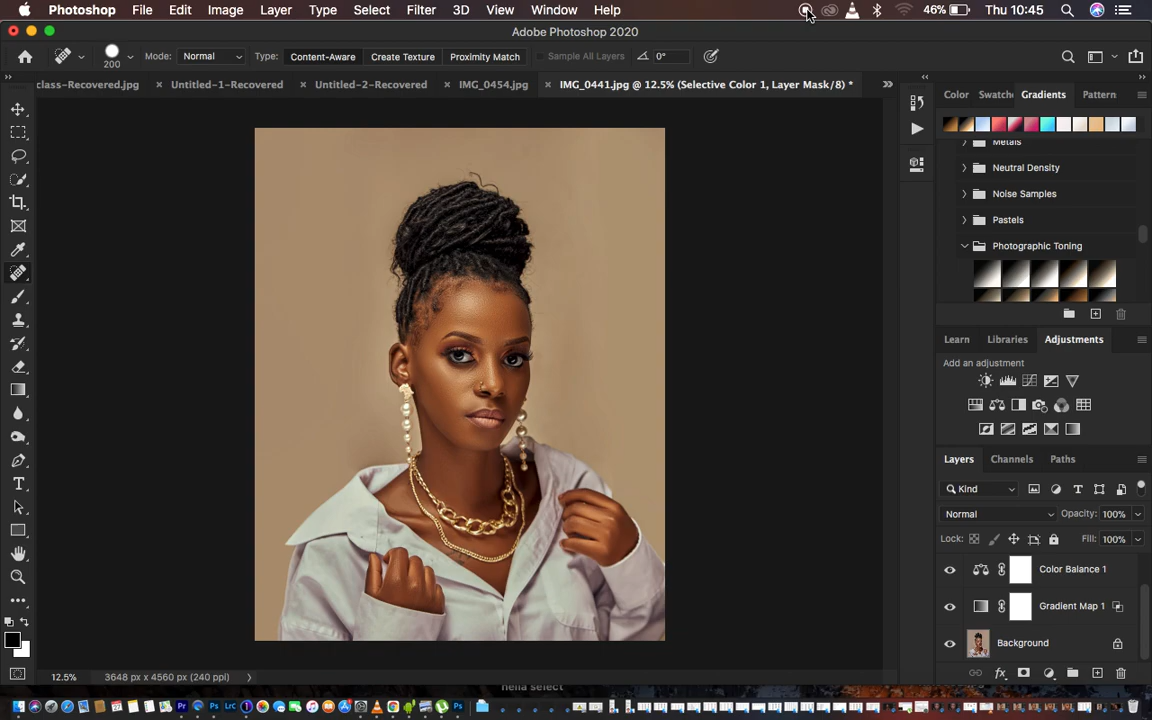 Photoshop File Edit Image Layer Type Select Filter 3D View Window Help 46% Thu 10:45
Adobe Photoshop 2020
200 Mode: Normal Type: Content-Aware Create Texture Proximity Match Sample All Layers 0°
class-Recovered.jpg × Untitled-1-Recovered × Untitled-2-Recovered × IMG_0454.jpg × IMG_0441.jpg @ 12.5% (Selective Color 1, Layer Mask/8) *
Color Swatche Gradients Pattern
Metals
Neutral Density
Noise Samples
Pastels
Photographic Toning
Learn Libraries Adjustments
Add an adjustment
Layers Channels Paths
Kind
Normal Opacity: 100%
Lock: Fill: 100%
Color Balance 1
Gradient Map 1
Background
12.5% 3648 px x 4560 px (240 ppi)
nella select